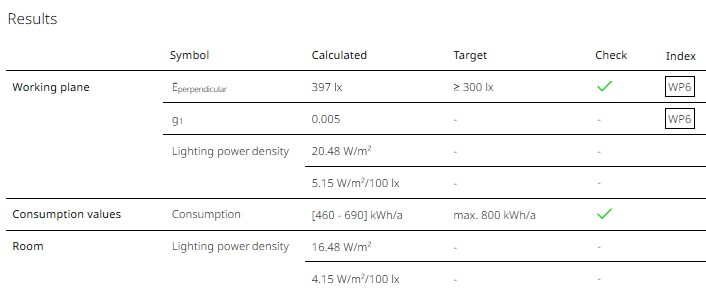 Results
Symbol Calculated Target Check Index
Working plane Ēperpendicular 397 lx ≥ 300 lx WP6
g1 0.005 - - WP6
Lighting power density 20.48 W/m² - -
5.15 W/m²/100 lx - -
Consumption values Consumption [460 - 690] kWh/a max. 800 kWh/a
Room Lighting power density 16.48 W/m² - -
4.15 W/m²/100 lx - -